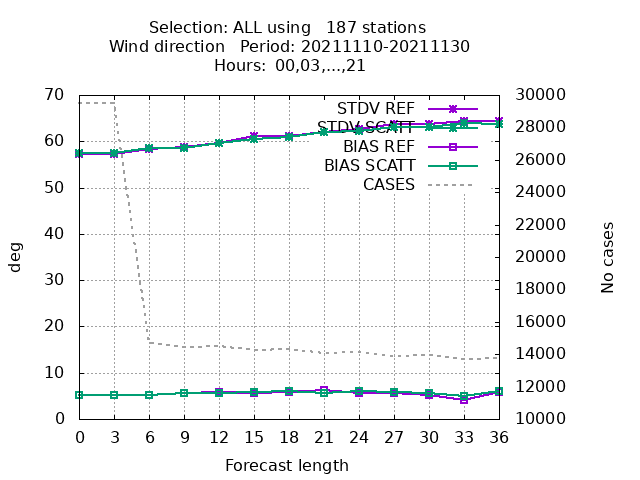 Selection: ALL using   187 stations
Wind direction   Period: 20211110-20211130
Hours: 00,03,...,21
70 30000
60 28000
50 26000
40 24000
30 22000
20 20000
10 18000
0 16000
14000
12000
10000
STDV REF
STDV SCATT
BIAS REF
BIAS SCATT
CASES
deg
No cases
0 3 6 9 12 15 18 21 24 27 30 33 36
Forecast length